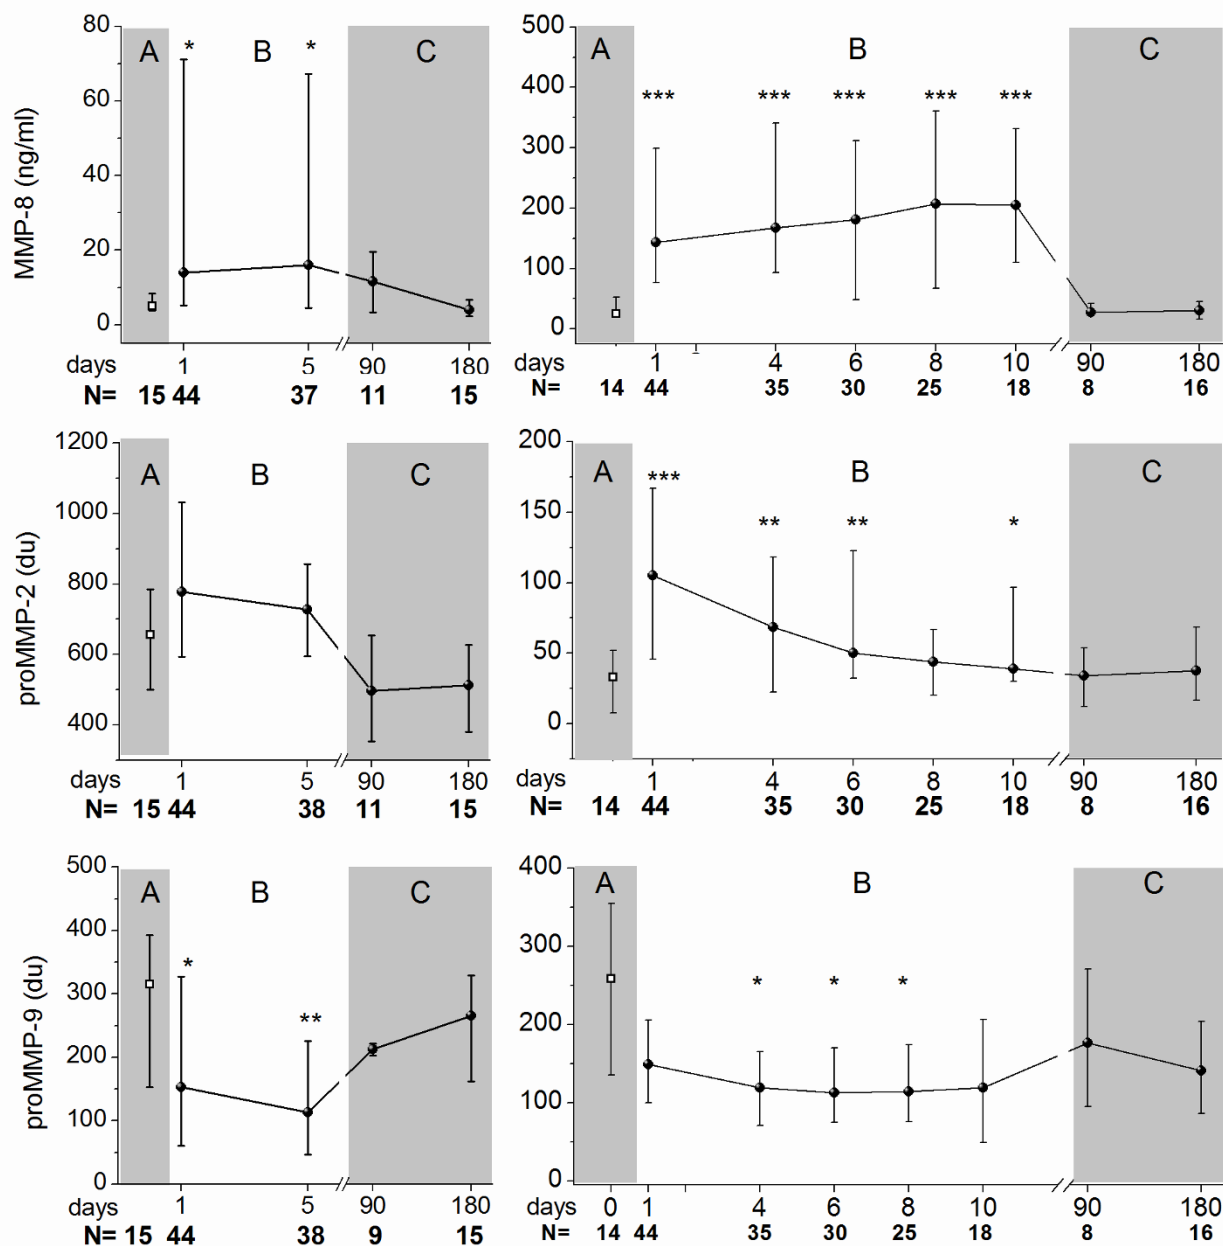 80
60
40
20
0
MMP-8 (ng/ml)
A * B * C
days 1 5 90 180
N= 15 44 37 11 15
500
400
300
200
100
0
A B C
*** *** *** *** ***
1 4 6 8 10 90 180
14 44 35 30 25 18 8 16
1200
1000
800
600
400
proMMP-2 (du)
A B C
days 1 5 90 180
N= 15 44 38 11 15
200
150
100
50
0
A B C
*** ** ** *
1 4 6 8 10 90 180
14 44 35 30 25 18 8 16
500
400
300
200
100
0
proMMP-9 (du)
A B C
* **
days 1 5 90 180
N= 15 44 38 9 15
400
300
200
100
0
A B C
* * *
days 0 1 4 6 8 10 90 180
N= 14 44 35 30 25 18 8 16